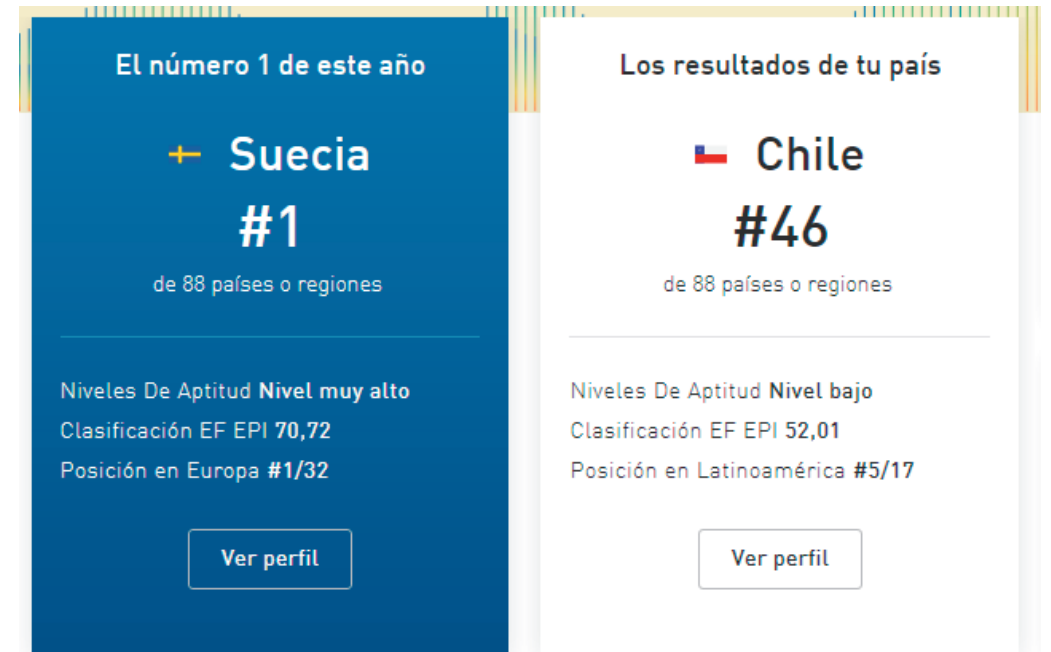 El número 1 de este año
Suecia
#1
de 88 países o regiones
Niveles De Aptitud Nivel muy alto
Clasificación EF EPI 70,72
Posición en Europa #1/32
Ver perfil
Los resultados de tu país
Chile
#46
de 88 países o regiones
Niveles De Aptitud Nivel bajo
Clasificación EF EPI 52,01
Posición en Latinoamérica #5/17
Ver perfil